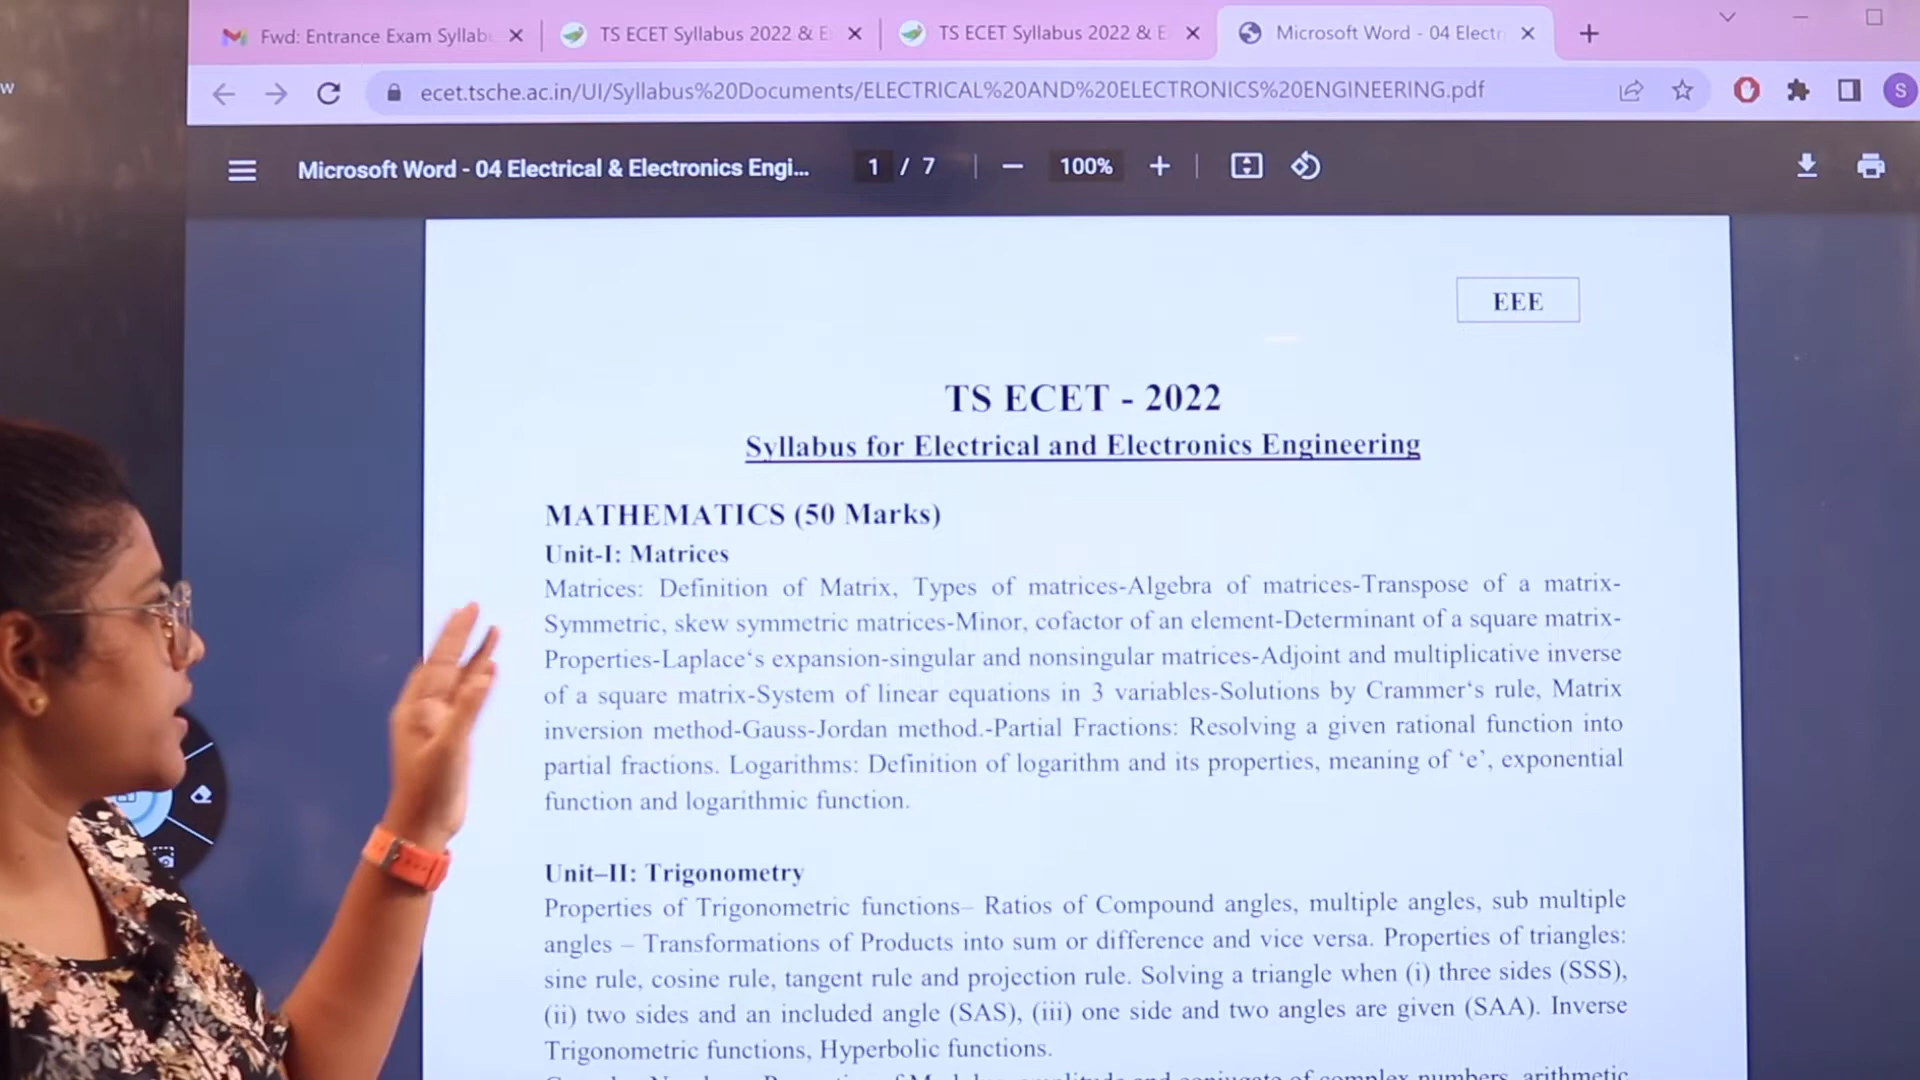 w
Fwd: Entrance Exam Syllab
TS ECET Syllabus 2022 & E
TS ECET Syllabus 2022 & E
Microsoft Word - 04 Electr
ecet.tsche.ac.in/UI/Syllabus%20Documents/ELECTRICAL%20AND%20ELECTRONICS%20ENGINEERING.pdf
S
Microsoft Word - 04 Electrical & Electronics Engi...
1 / 7
100%
EEE
TS ECET - 2022
Syllabus for Electrical and Electronics Engineering
MATHEMATICS (50 Marks)
Unit-I: Matrices
Matrices: Definition of Matrix, Types of matrices-Algebra of matrices-Transpose of a matrix-
Symmetric, skew symmetric matrices-Minor, cofactor of an element-Determinant of a square matrix-
Properties-Laplace‘s expansion-singular and nonsingular matrices-Adjoint and multiplicative inverse
of a square matrix-System of linear equations in 3 variables-Solutions by Crammer‘s rule, Matrix
inversion method-Gauss-Jordan method.-Partial Fractions: Resolving a given rational function into
partial fractions. Logarithms: Definition of logarithm and its properties, meaning of ‘e’, exponential
function and logarithmic function.
Unit–II: Trigonometry
Properties of Trigonometric functions– Ratios of Compound angles, multiple angles, sub multiple
angles – Transformations of Products into sum or difference and vice versa. Properties of triangles:
sine rule, cosine rule, tangent rule and projection rule. Solving a triangle when (i) three sides (SSS),
(ii) two sides and an included angle (SAS), (iii) one side and two angles are given (SAA). Inverse
Trigonometric functions, Hyperbolic functions.
and conjugate of complex numbers, arithmetic